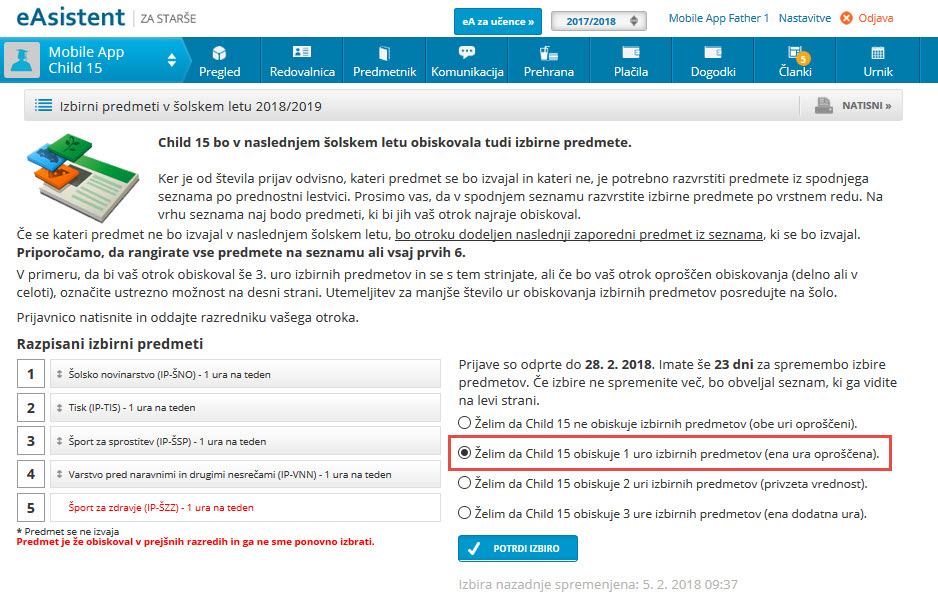 eAsistent ZA STARŠE
eA za učence »
2017/2018
Mobile App Father 1 Nastavitve Odjava
Mobile App
Child 15
Pregled
Redovalnica
Predmetnik
Komunikacija
Prehrana
Plačila
Dogodki
5
Članki
Urnik
Izbirni predmeti v šolskem letu 2018/2019
NATISNI »
Child 15 bo v naslednjem šolskem letu obiskovala tudi izbirne predmete.
Ker je od števila prijav odvisno, kateri predmet se bo izvajal in kateri ne, je potrebno razvrstiti predmete iz spodnjega
seznama po prednostni lestvici. Prosimo vas, da v spodnjem seznamu razvrstite izbirne predmete po vrstnem redu. Na
vrhu seznama naj bodo predmeti, ki bi jih vaš otrok najraje obiskoval.
Če se kateri predmet ne bo izvajal v naslednjem šolskem letu, bo otroku dodeljen naslednji zaporedni predmet iz seznama, ki se bo izvajal.
Priporočamo, da rangirate vse predmete na seznamu ali vsaj prvih 6.
V primeru, da bi vaš otrok obiskoval še 3. uro izbirnih predmetov in se s tem strinjate, ali če bo vaš otrok oproščen obiskovanja (delno ali v
celoti), označite ustrezno možnost na desni strani. Utemeljitev za manjše število ur obiskovanja izbirnih predmetov posredujte na šolo.
Prijavnico natisnite in oddajte razredniku vašega otroka.
Razpisani izbirni predmeti
1 Šolsko novinarstvo (IP-ŠNO) - 1 ura na teden
2 Tisk (IP-TIS) - 1 ura na teden
3 Šport za sprostitev (IP-ŠSP) - 1 ura na teden
4 Varstvo pred naravnimi in drugimi nesrečami (IP-VNN) - 1 ura na teden
5 Šport za zdravje (IP-ŠZZ) - 1 ura na teden
* Predmet se ne izvaja
Predmet je že obiskoval v prejšnih razredih in ga ne sme ponovno izbrati.
Prijave so odprte do 28. 2. 2018. Imate še 23 dni za spremembo izbire
predmetov. Če izbire ne spremenite več, bo obveljal seznam, ki ga vidite
na levi strani.
Želim da Child 15 ne obiskuje izbirnih predmetov (obe uri oproščeni).
Želim da Child 15 obiskuje 1 uro izbirnih predmetov (ena ura oproščena).
Želim da Child 15 obiskuje 2 uri izbirnih predmetov (privzeta vrednost).
Želim da Child 15 obiskuje 3 ure izbirnih predmetov (ena dodatna ura).
POTRDI IZBIRO
Izbira nazadnje spremenjena: 5. 2. 2018 09:37